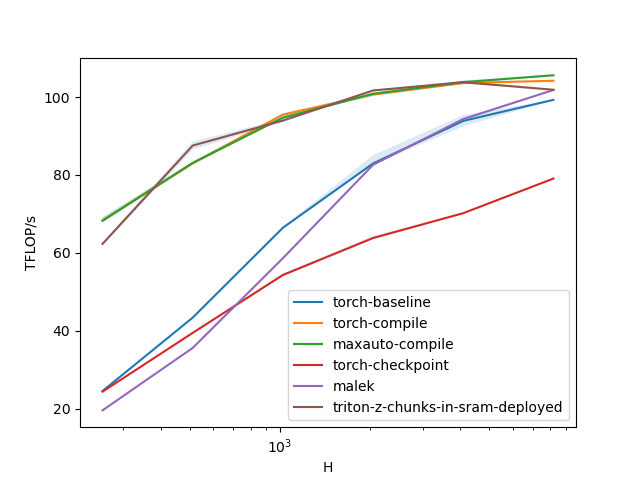 TFLOP/s
100
80
60
40
20
10³
H
torch-baseline
torch-compile
maxauto-compile
torch-checkpoint
malek
triton-z-chunks-in-sram-deployed